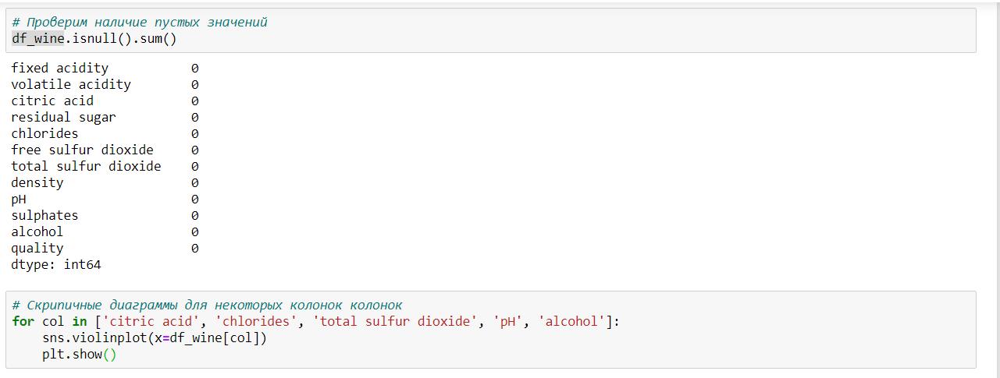 # Проверим наличие пустых значений
df_wine.isnull().sum()
fixed acidity 0
volatile acidity 0
citric acid 0
residual sugar 0
chlorides 0
free sulfur dioxide 0
total sulfur dioxide 0
density 0
pH 0
sulphates 0
alcohol 0
quality 0
dtype: int64
# Скрипичные диаграммы для некоторых колонок колонок
for col in ['citric acid', 'chlorides', 'total sulfur dioxide', 'pH', 'alcohol']:
    sns.violinplot(x=df_wine[col])
    plt.show()